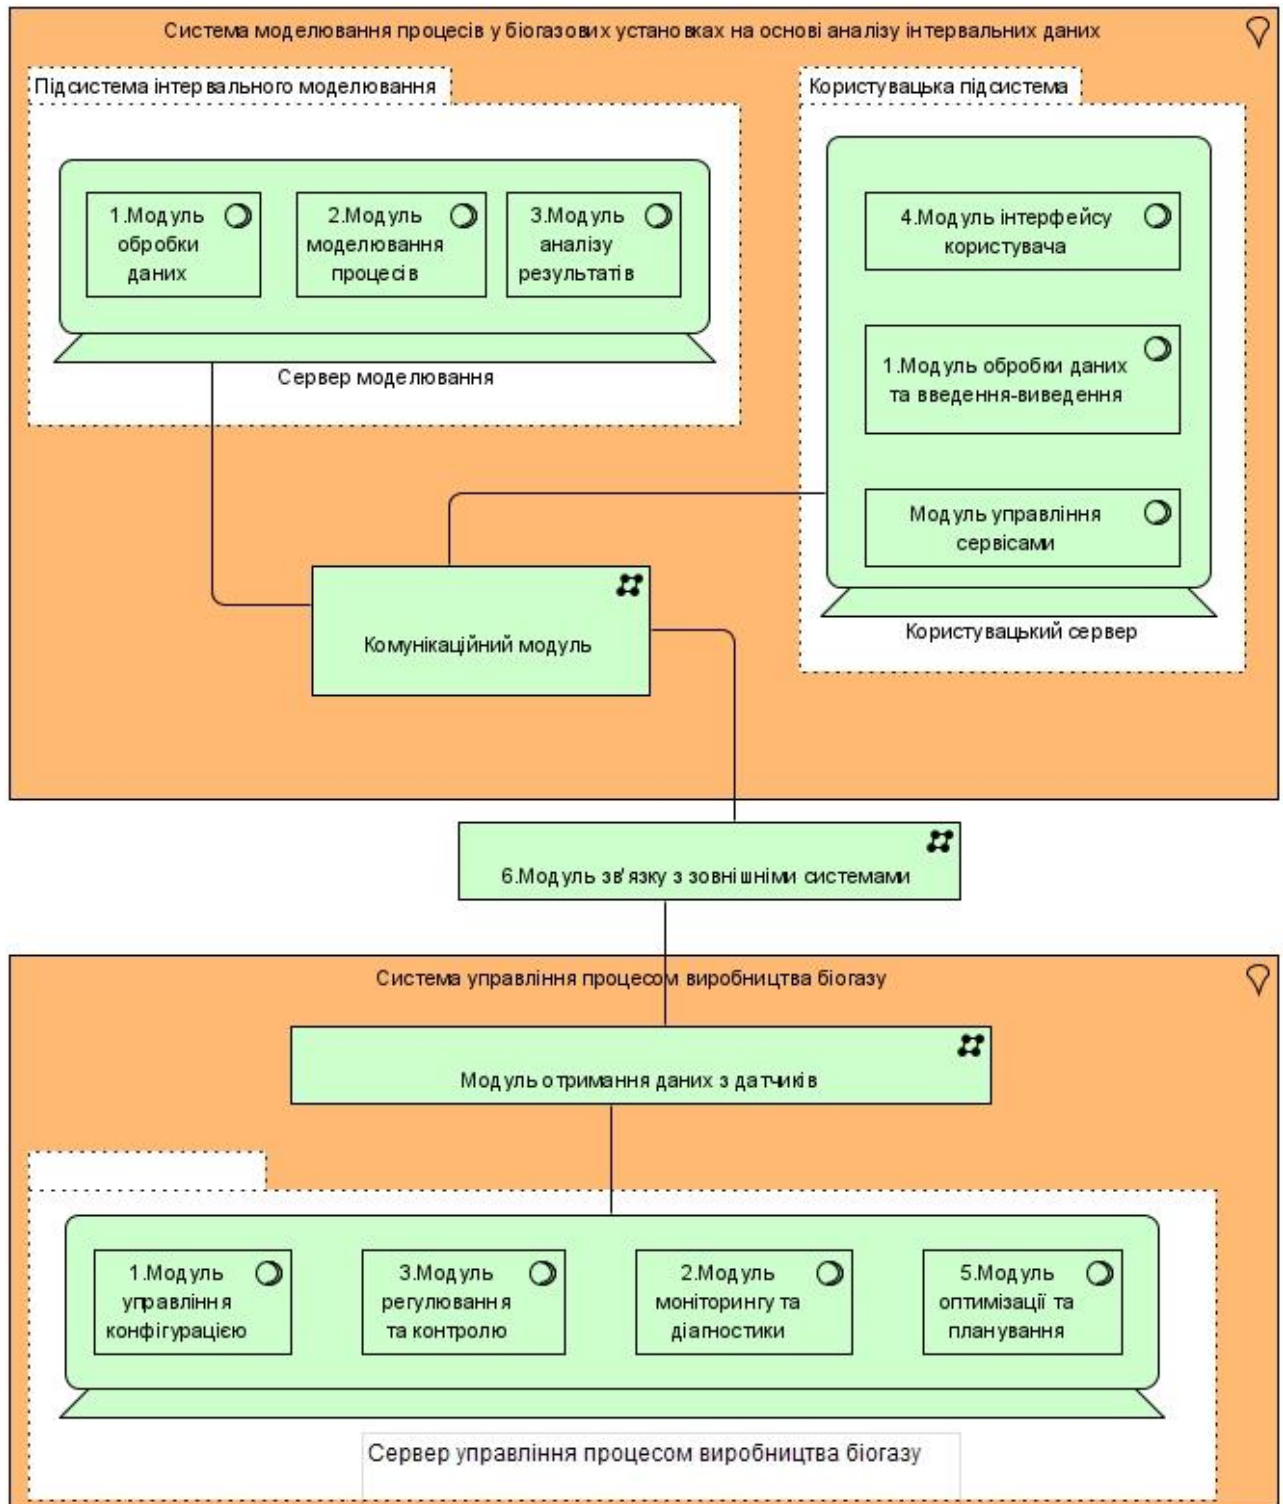 Система моделювання процесів у біогазових установках на основі аналізу інтервальних даних
Підсистема інтервального моделювання
Користувацька підсистема
1.Модуль
обробки
даних
2.Модуль
моделювання
процесів
3.Модуль
аналізу
результатів
Сервер моделювання
4.Модуль інтерфейсу
користувача
1.Модуль обробки даних
та введення-виведення
Модуль управління
сервісами
Користувацький сервер
Комунікаційний модуль
6.Модуль зв'язку з зовнішніми системами
Система управління процесом виробництва біогазу
Модуль отримання даних з датчиків
1.Модуль
управління
конфігурацією
3.Модуль
регулювання
та контролю
2.Модуль
моніторингу та
діагностики
5.Модуль
оптимізації та
планування
Сервер управління процесом виробництва біогазу